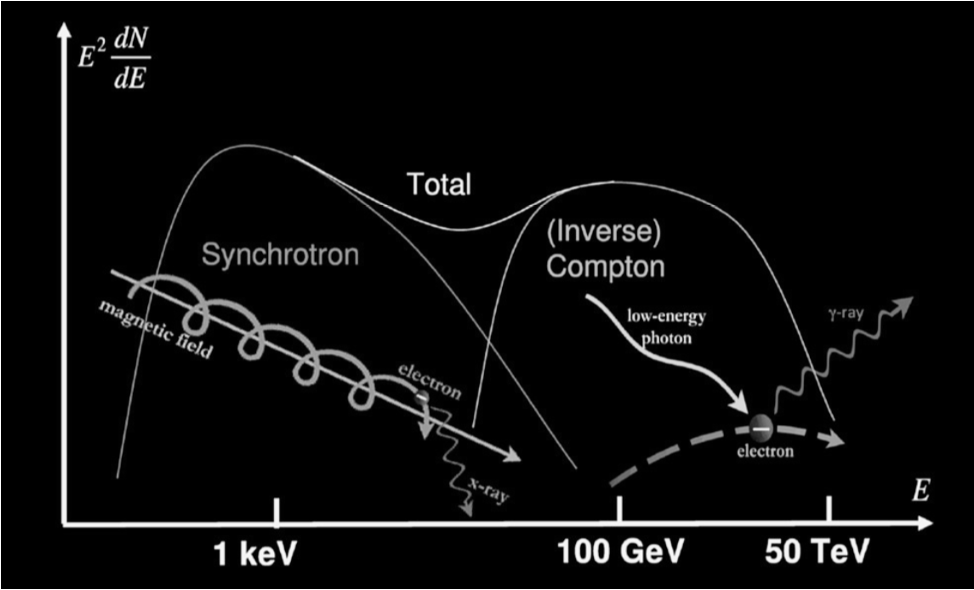 E² dN/dE
Total
Synchrotron
(Inverse)
Compton
magnetic field
electron
x-ray
low-energy
photon
γ-ray
electron
E
1 keV
100 GeV
50 TeV